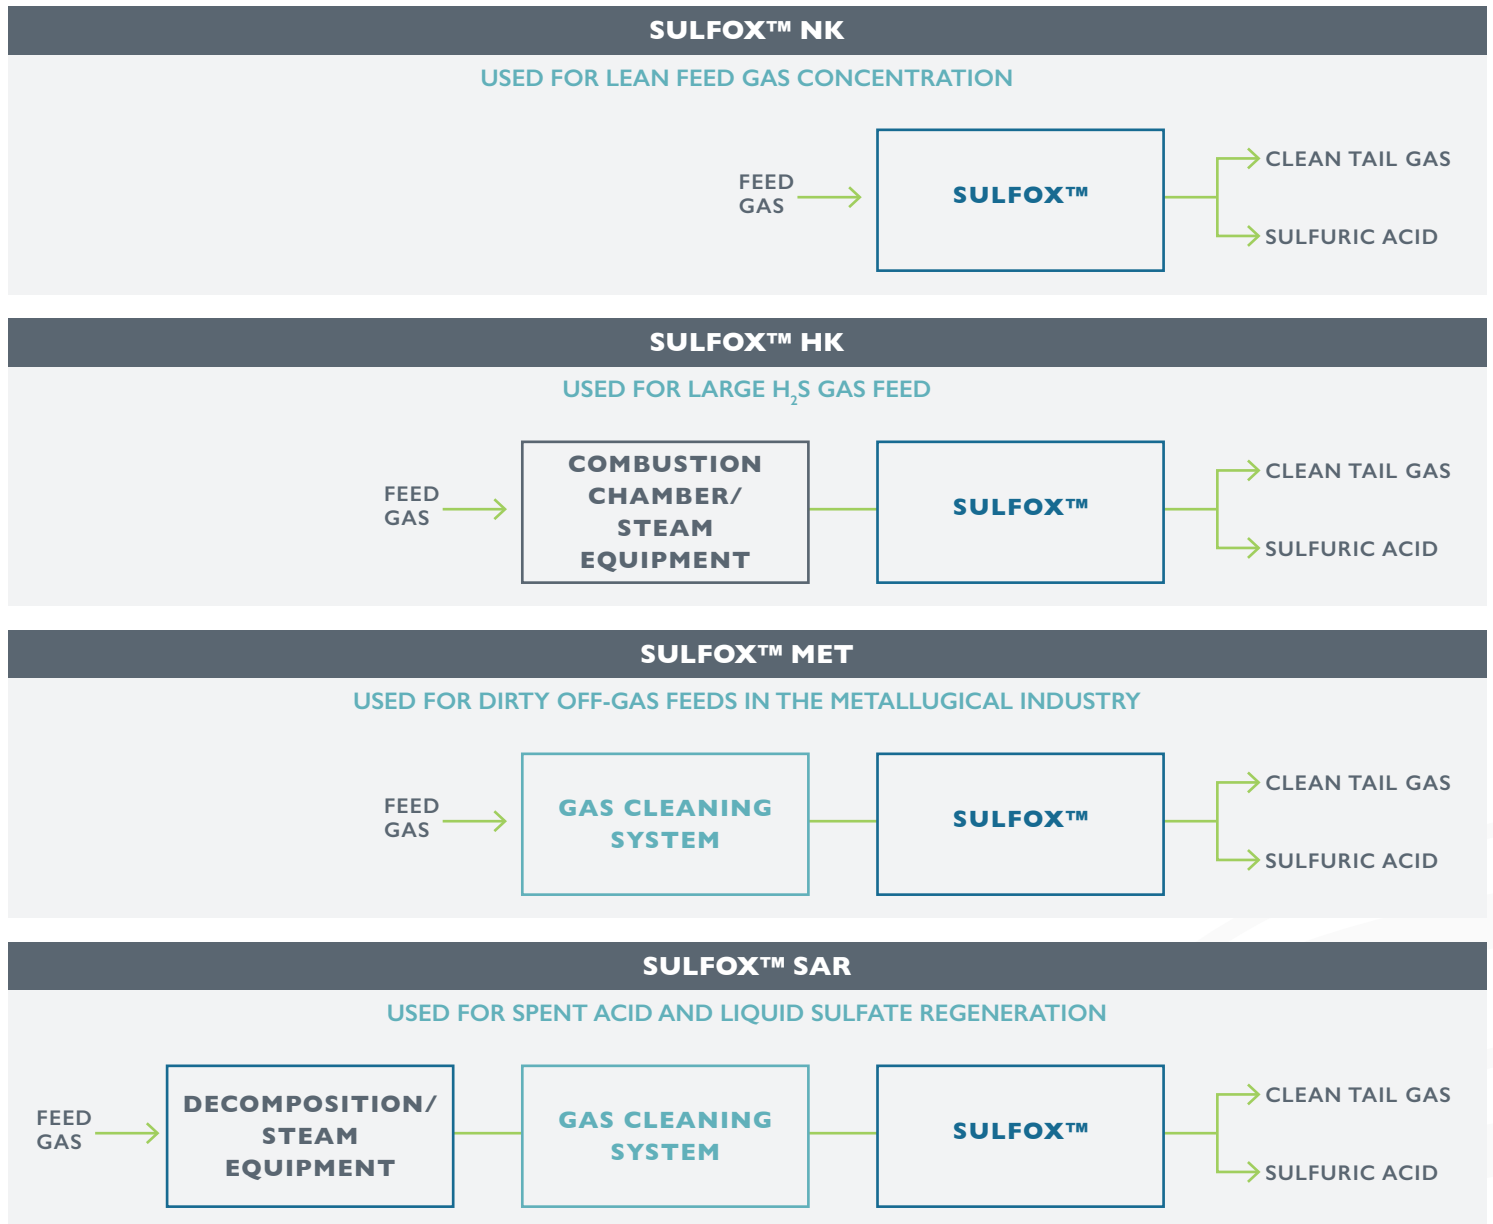 SULFOX™ NK
USED FOR LEAN FEED GAS CONCENTRATION
FEED
GAS
SULFOX™
CLEAN TAIL GAS
SULFURIC ACID
SULFOX™ HK
USED FOR LARGE H₂S GAS FEED
FEED
GAS
COMBUSTION
CHAMBER/
STEAM
EQUIPMENT
SULFOX™
CLEAN TAIL GAS
SULFURIC ACID
SULFOX™ MET
USED FOR DIRTY OFF-GAS FEEDS IN THE METALLUGICAL INDUSTRY
FEED
GAS
GAS CLEANING
SYSTEM
SULFOX™
CLEAN TAIL GAS
SULFURIC ACID
SULFOX™ SAR
USED FOR SPENT ACID AND LIQUID SULFATE REGENERATION
FEED
GAS
DECOMPOSITION/
STEAM
EQUIPMENT
GAS CLEANING
SYSTEM
SULFOX™
CLEAN TAIL GAS
SULFURIC ACID